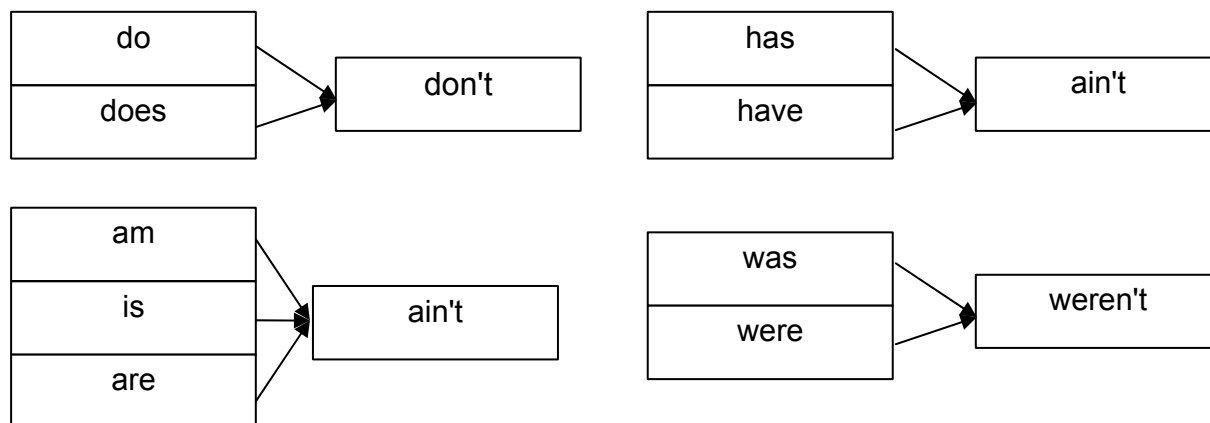 do
does
don't
has
have
ain't
am
is
are
ain't
was
were
weren't